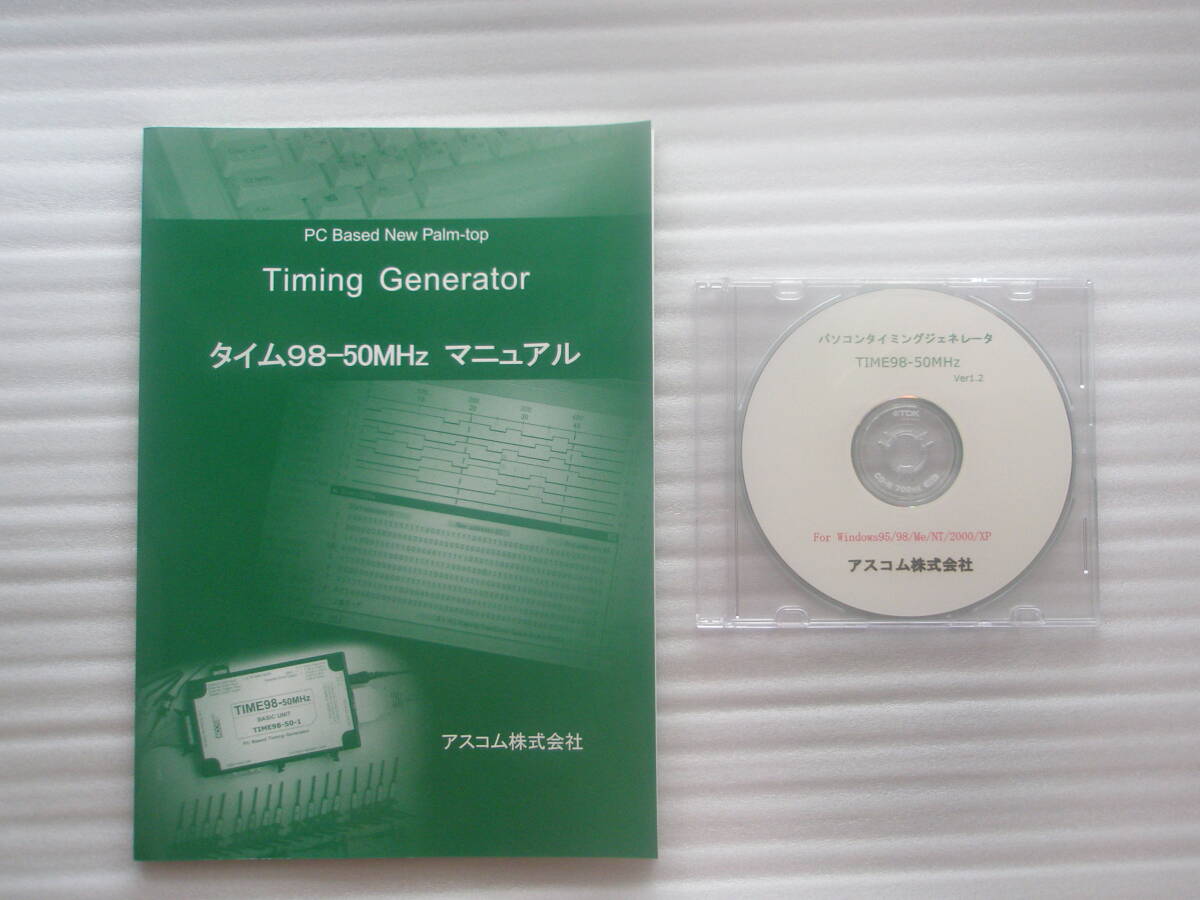 PC Based New Palm-top
Timing Generator
タイム98-50MHz マニュアル
TIME98-50MHz
BASIC UNIT
TIME98-50-1
PC Based Timing Generator
アスコム株式会社
パソコンタイミングジェネレータ
TIME98-50MHz
Ver1.2
TDK
CD-R 700MB
For Windows95/98/Me/NT/2000/XP
アスコム株式会社